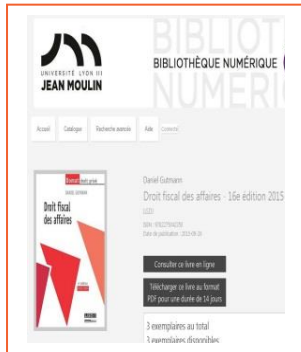 BIBLIOT
BIBLIOTHÈQUE NUMÉRIQUE
NUMERI
UNIVERSITÉ LYON III
JEAN MOULIN
Accueil
Catalogue
Recherche avancée
Aide
Daniel Gutmann
Droit fiscal des affaires - 16e édition 2015
Droit fiscal
des affaires
Consulter ce livre en ligne
Télécharger ce livre au format
PDF pour une durée de 14 jours
3 exemplaires au total
3 exemplaires disponibles